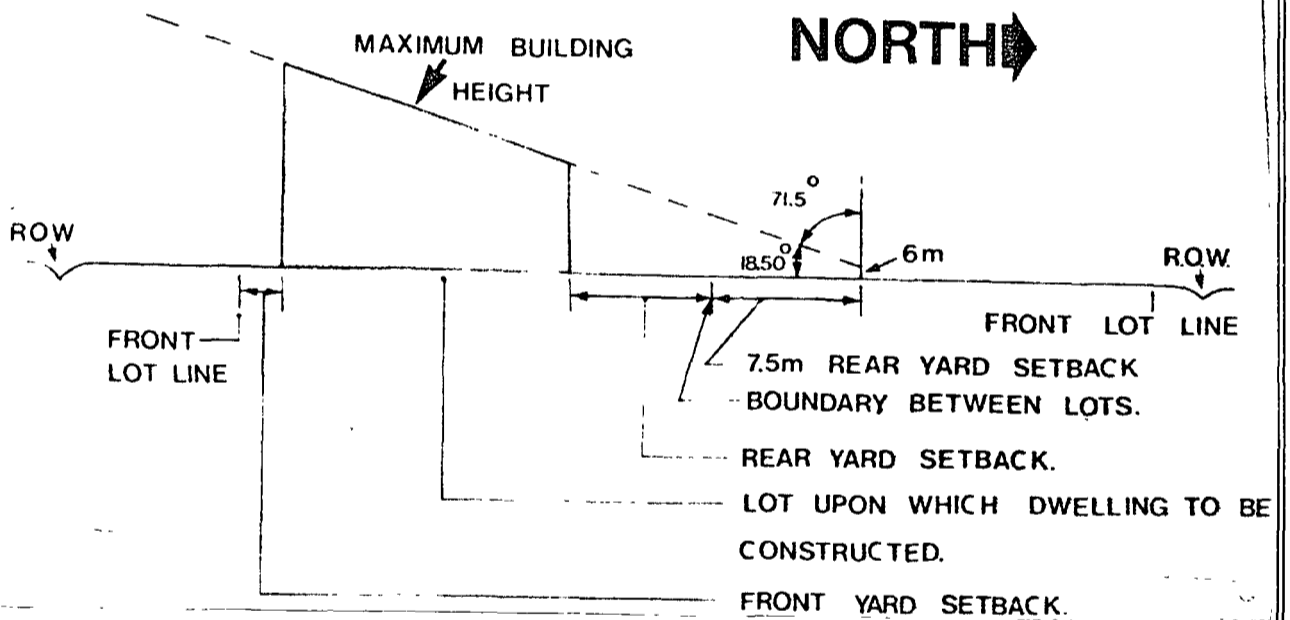 NORTH
MAXIMUM BUILDING
HEIGHT
71.5°
ROW
18.50°
6m
R.O.W.
FRONT
LOT LINE
FRONT LOT LINE
7.5m REAR YARD SETBACK
BOUNDARY BETWEEN LOTS.
REAR YARD SETBACK.
LOT UPON WHICH DWELLING TO BE
CONSTRUCTED.
FRONT YARD SETBACK.